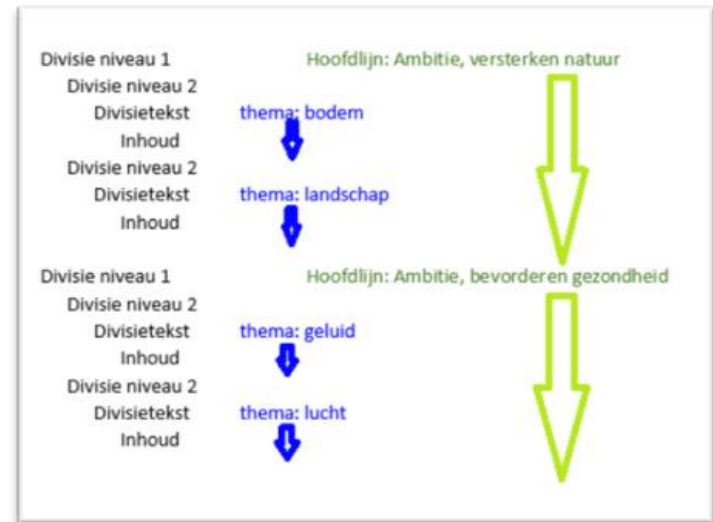 Divisie niveau 1 Hoofdlijn: Ambitie, versterken natuur
Divisie niveau 2
Divisietekst thema: bodem
Inhoud
Divisie niveau 2
Divisietekst thema: landschap
Inhoud
Divisie niveau 1 Hoofdlijn: Ambitie, bevorderen gezondheid
Divisie niveau 2
Divisietekst thema: geluid
Inhoud
Divisie niveau 2
Divisietekst thema: lucht
Inhoud